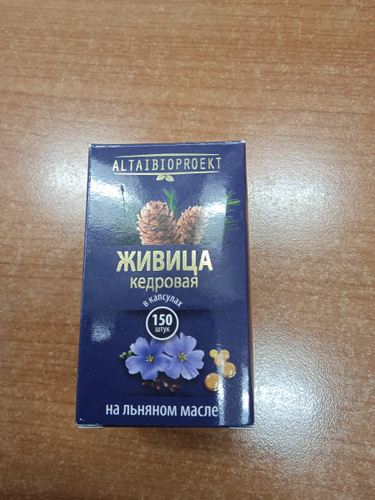 ALTAIBIOPROEKT
ЖИВИЦА
кедровая
в капсулах
150
штук
на льняном масле